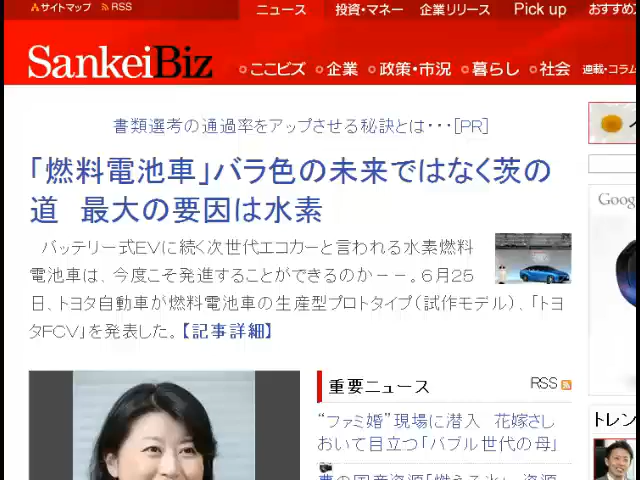 サイトマップ RSS
ニュース 投資・マネー 企業リリース Pick up おすすめ
SankeiBiz
ここビズ 企業 政策・市況 暮らし 社会 連載・コラム
書類選考の通過率をアップさせる秘訣とは・・・[PR]
「燃料電池車」バラ色の未来ではなく茨の
道　最大の要因は水素
バッテリー式EVに続く次世代エコカーと言われる水素燃料
電池車は、今度こそ発進することができるのか－－。6月25
日、トヨタ自動車が燃料電池車の生産型プロトタイプ（試作モデル）、「トヨ
タFCV」を発表した。【記事詳細】
Goog
重要ニュース RSS
“ファミ婚”現場に潜入　花嫁さし
おいて目立つ「バブル世代の母」
トレン